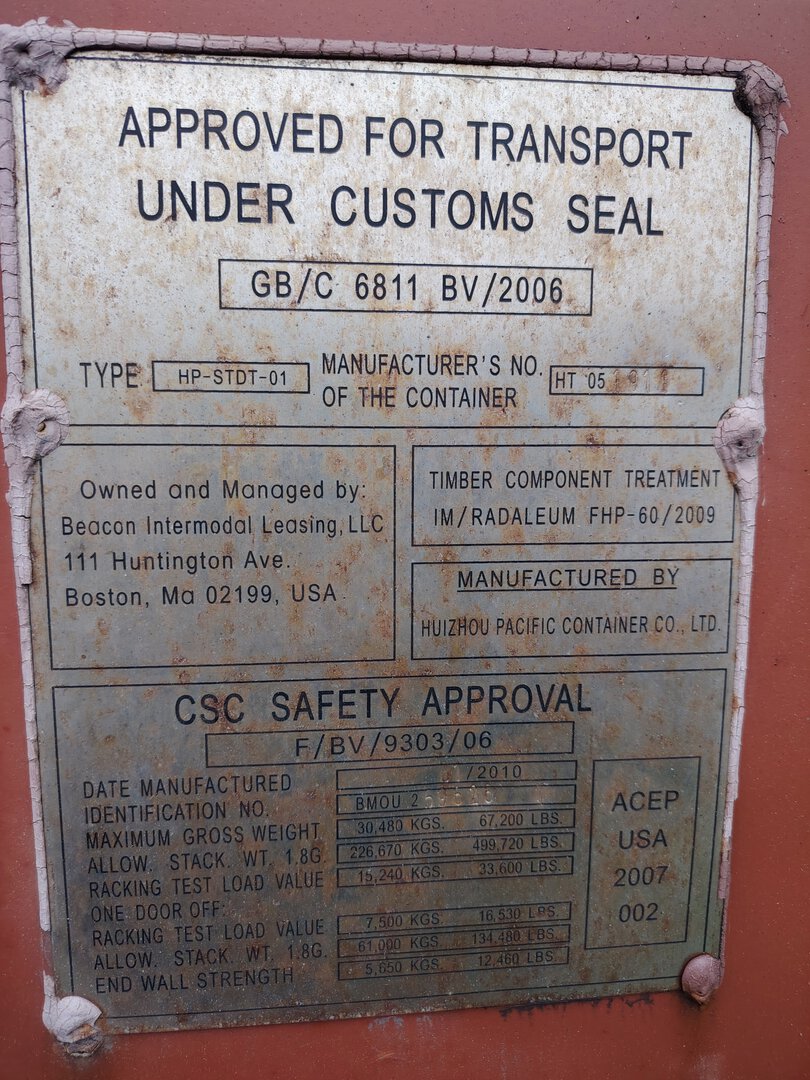 APPROVED FOR TRANSPORT
UNDER CUSTOMS SEAL
GB/C 6811 BV/2006
TYPE HP-STDT-01 MANUFACTURER'S NO. OF THE CONTAINER HT 05
Owned and Managed by:
Beacon Intermodal Leasing, LLC
111 Huntington Ave.
Boston, Ma 02199, USA
TIMBER COMPONENT TREATMENT
IM/RADALEUM FHP-60/2009
MANUFACTURED BY
HUIZHOU PACIFIC CONTAINER CO., LTD.
CSC SAFETY APPROVAL
F/BV/9303/06
DATE MANUFACTURED /2010
IDENTIFICATION NO. BMOU
MAXIMUM GROSS WEIGHT 30,480 KGS. 67,200 LBS.
ALLOW. STACK. WT. 1.8G. 226,670 KGS. 499,720 LBS.
RACKING TEST LOAD VALUE 15,240 KGS. 33,600 LBS.
ONE DOOR OFF:
RACKING TEST LOAD VALUE 7,500 KGS. 16,530 LBS.
ALLOW. STACK. WT. 1.8G. 61,000 KGS. 134,480 LBS.
END WALL STRENGTH 5,650 KGS. 12,460 LBS.
ACEP
USA
2007
002